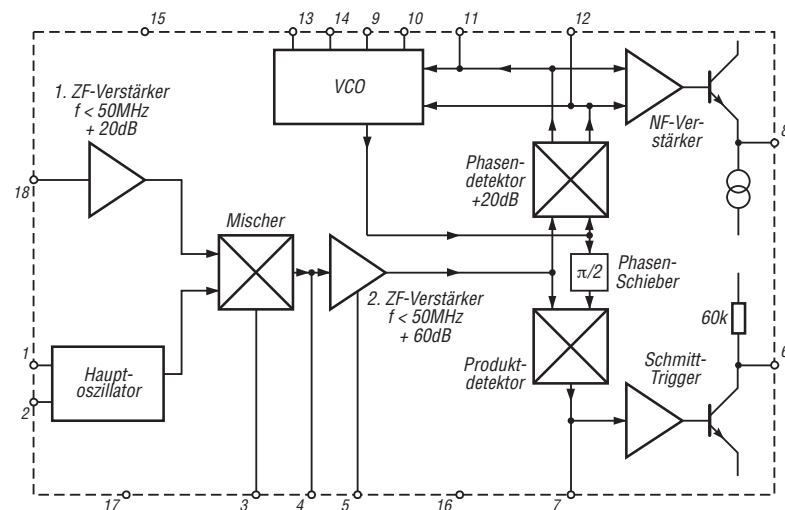 15
13
14
9
10
11
12
1. ZF-Verstärker
f < 50MHz
+ 20dB
VCO
NF-Ver-
stärker
8
18
Phasen-
detektor
+20dB
Mischer
π/2
Phasen-
Schieber
2. ZF-Verstärker
f < 50MHz
+ 60dB
60k
1
2
Haupt-
oszillator
Produkt-
detektor
Schmitt-
Trigger
6
17
3
4
5
16
7